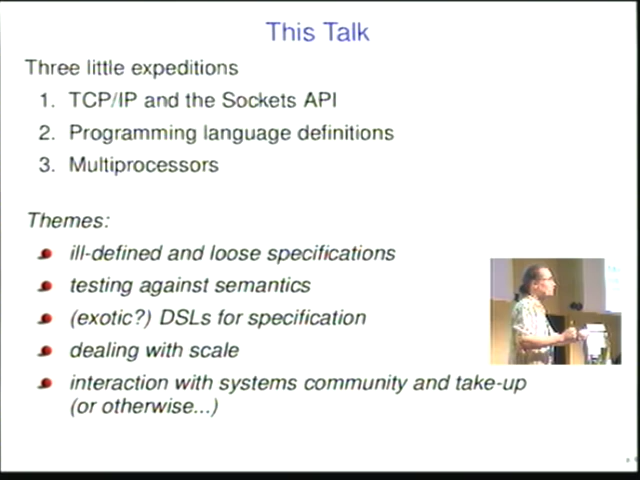 This Talk
Three little expeditions
1. TCP/IP and the Sockets API
2. Programming language definitions
3. Multiprocessors
Themes:
ill-defined and loose specifications
testing against semantics
(exotic?) DSLs for specification
dealing with scale
interaction with systems community and take-up
(or otherwise...)